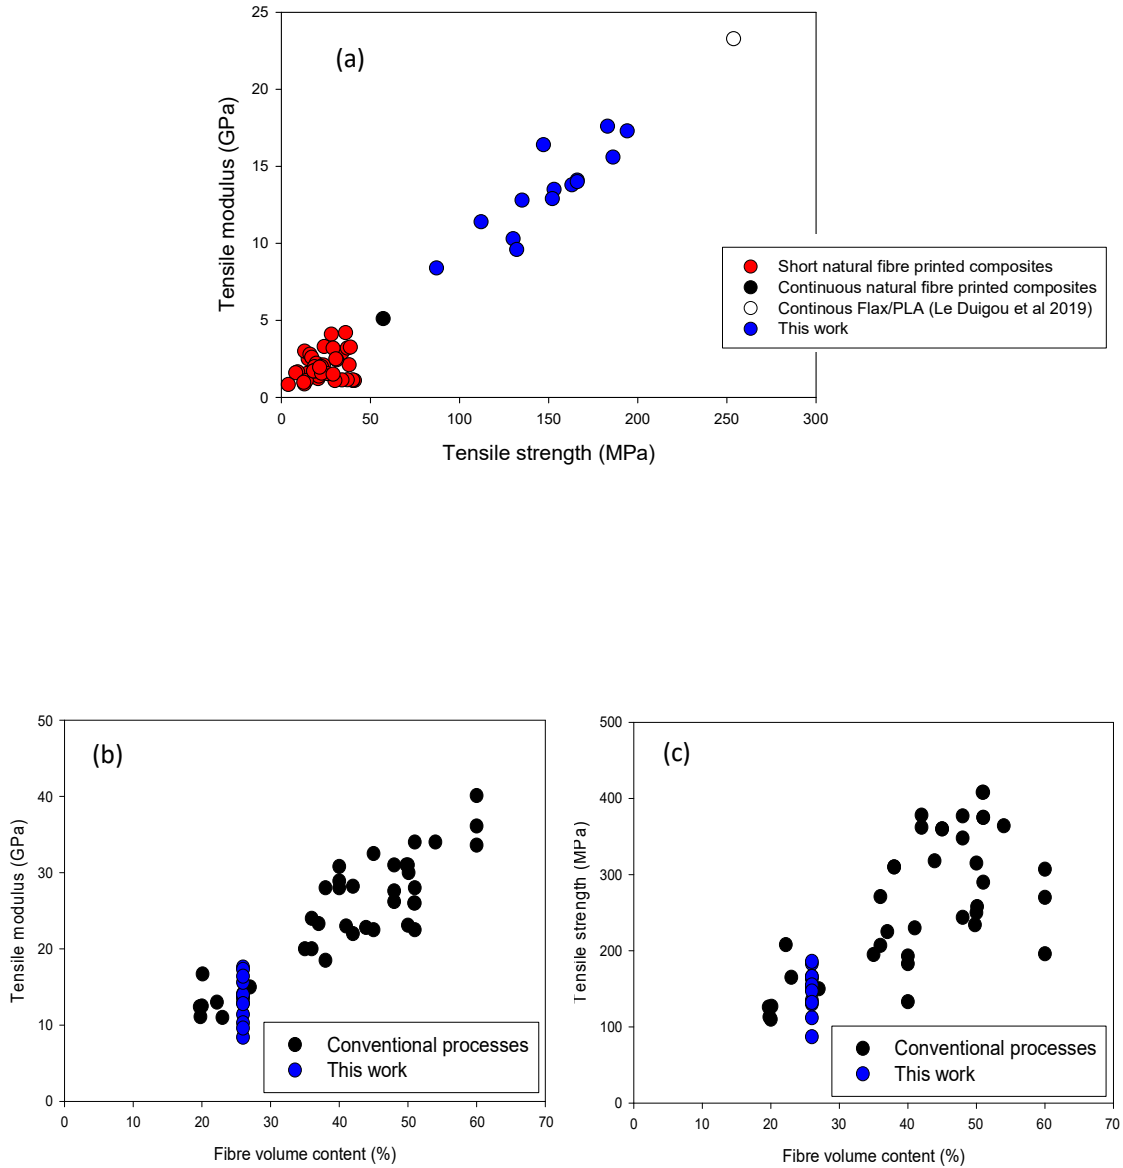 25
20
15
10
5
0
Tensile modulus (GPa)
(a)
0 50 100 150 200 250 300
Tensile strength (MPa)
Short natural fibre printed composites
Continuous natural fibre printed composites
Continous Flax/PLA (Le Duigou et al 2019)
This work
50
40
30
20
10
0
Tensile modulus (GPa)
(b)
Conventional processes
This work
0 10 20 30 40 50 60 70
Fibre volume content (%)
500
400
300
200
100
0
Tensile strength (MPa)
(c)
Conventional processes
This work
0 10 20 30 40 50 60 70
Fibre volume content (%)